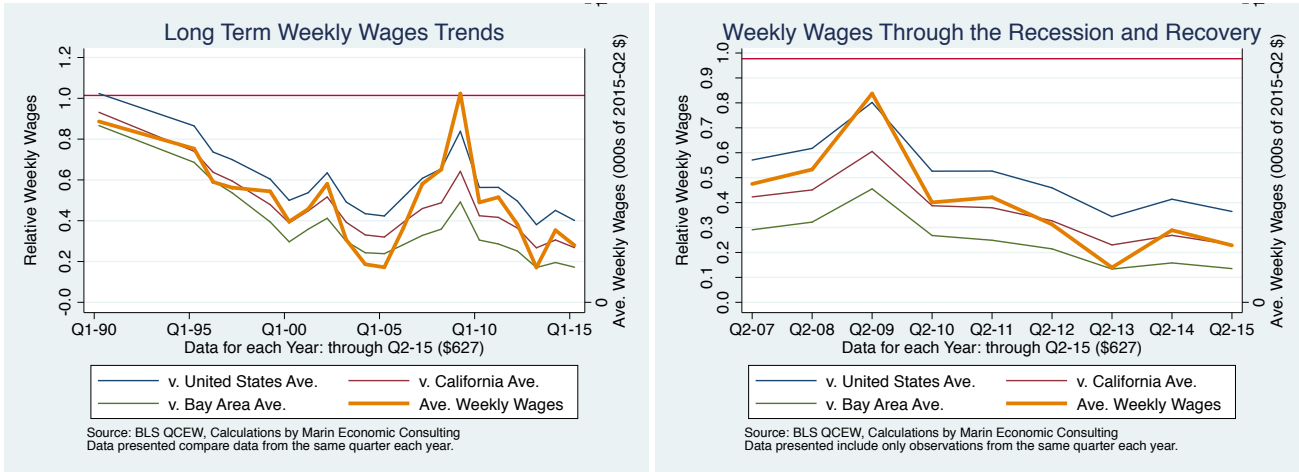 Long Term Weekly Wages Trends
Relative Weekly Wages
1.2
1.0
0.8
0.6
0.4
0.2
-0.0
0
Ave. Weekly Wages (000s of 2015-Q2 $)
Q1-90 Q1-95 Q1-00 Q1-05 Q1-10 Q1-15
Data for each Year: through Q2-15 ($627)
v. United States Ave. v. California Ave.
v. Bay Area Ave. Ave. Weekly Wages
Source: BLS QCEW, Calculations by Marin Economic Consulting
Data presented compare data from the same quarter each year.
Weekly Wages Through the Recession and Recovery
Relative Weekly Wages
1.0
0.9
0.8
0.7
0.6
0.5
0.4
0.3
0.2
0.1
0.0
0
Ave. Weekly Wages (000s of 2015-Q2 $)
Q2-07 Q2-08 Q2-09 Q2-10 Q2-11 Q2-12 Q2-13 Q2-14 Q2-15
Data for each Year: through Q2-15 ($627)
v. United States Ave. v. California Ave.
v. Bay Area Ave. Ave. Weekly Wages
Source: BLS QCEW, Calculations by Marin Economic Consulting
Data presented include only observations from the same quarter each year.